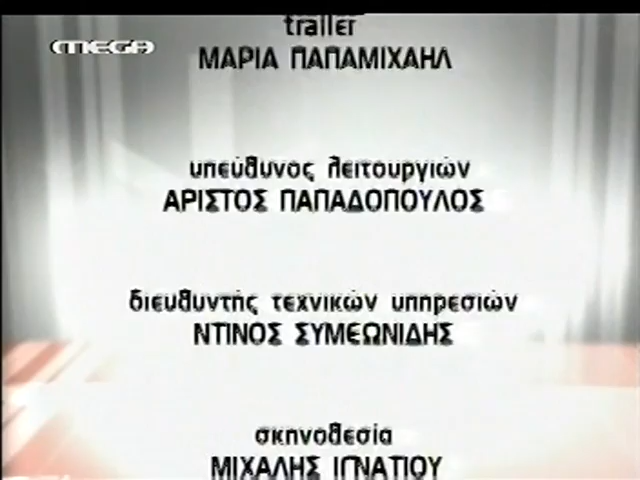 trailer
MEGA
ΜΑΡΙΑ ΠΑΠΑΜΙΧΑΗΛ
υπεύθυνος λειτουργιών
ΑΡΙΣΤΟΣ ΠΑΠΑΔΟΠΟΥΛΟΣ
διευθυντής τεχνικών υπηρεσιών
ΝΤΙΝΟΣ ΣΥΜΕΩΝΙΔΗΣ
σκηνοθεσία
ΜΙΧΑΛΗΣ ΙΓΝΑΤΙΟΥ